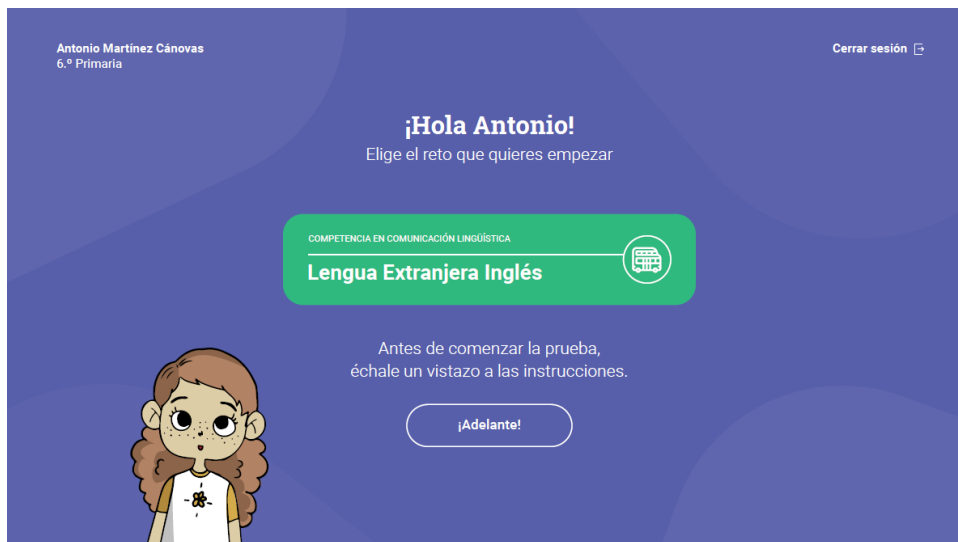 Antonio Martínez Cánovas
6.º Primaria
Cerrar sesión
¡Hola Antonio!
Elige el reto que quieres empezar
COMPETENCIA EN COMUNICACIÓN LINGÜÍSTICA
Lengua Extranjera Inglés
Antes de comenzar la prueba,
échale un vistazo a las instrucciones.
¡Adelante!